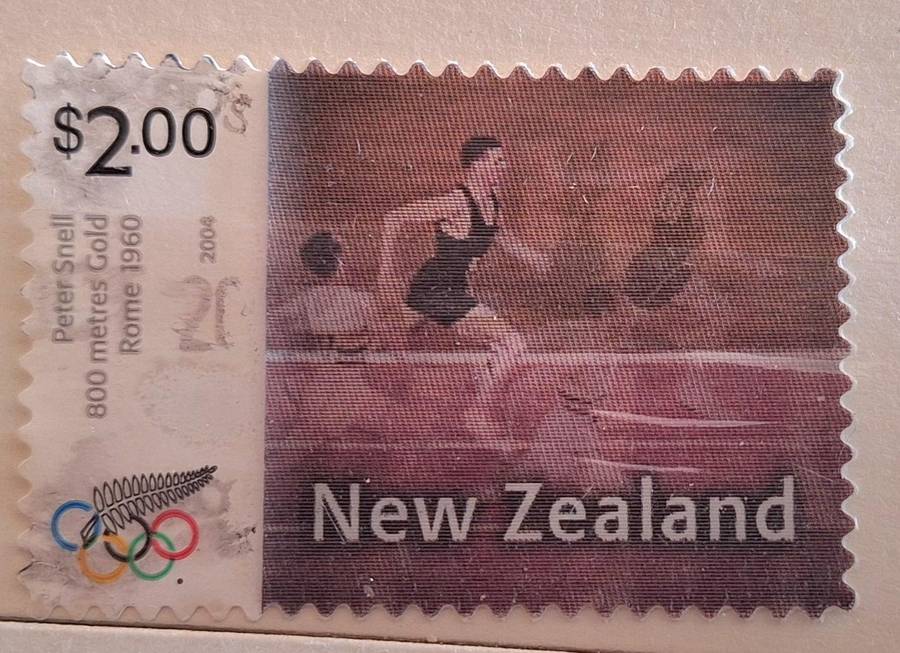 $2.00
Peter Snell
800 metres Gold
Rome 1960
2004
New Zealand